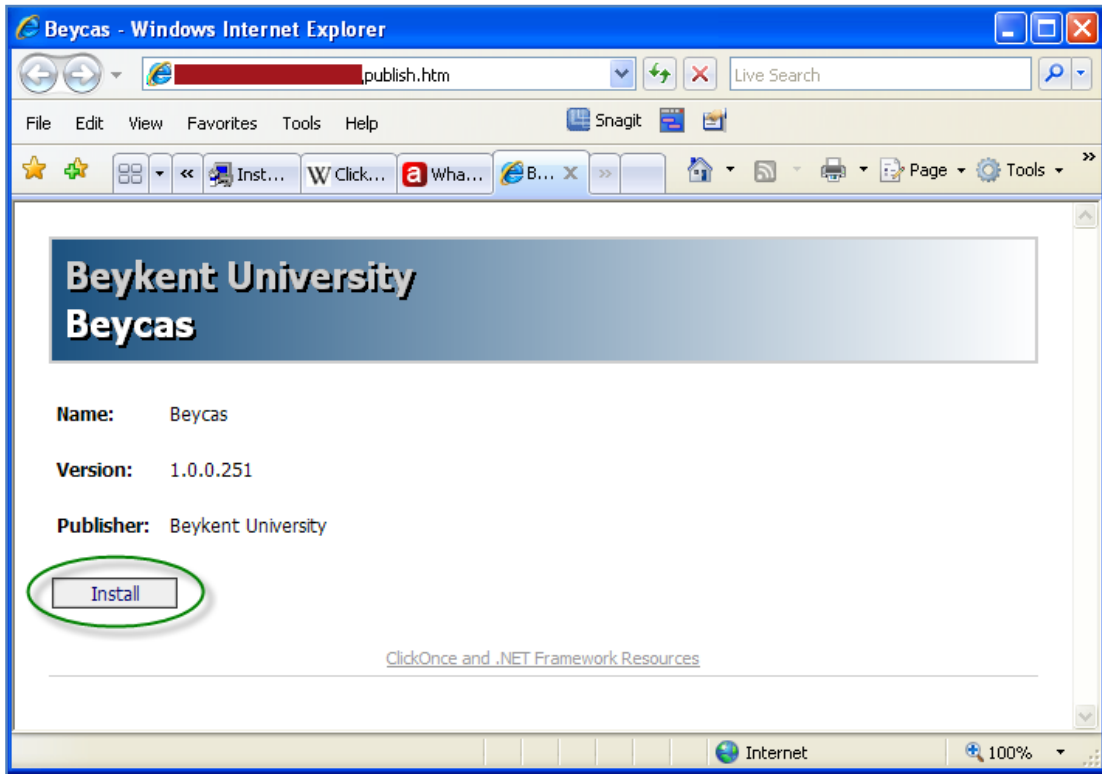 Beycas - Windows Internet Explorer
publish.htm
Live Search
File Edit View Favorites Tools Help
Snagit
Inst... Click... Wha... B...
Page Tools
Beykent University
Beycas
Name: Beycas
Version: 1.0.0.251
Publisher: Beykent University
Install
ClickOnce and .NET Framework Resources
Internet
100%